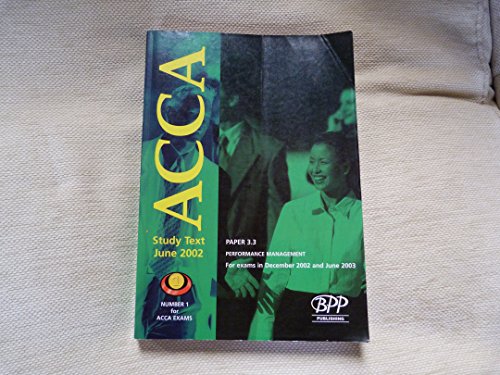 ACCA
Study Text
June 2002
PAPER 3.3
PERFORMANCE MANAGEMENT
For exams in December 2002 and June 2003
NUMBER 1
for
ACCA EXAMS
BPP
PUBLISHING